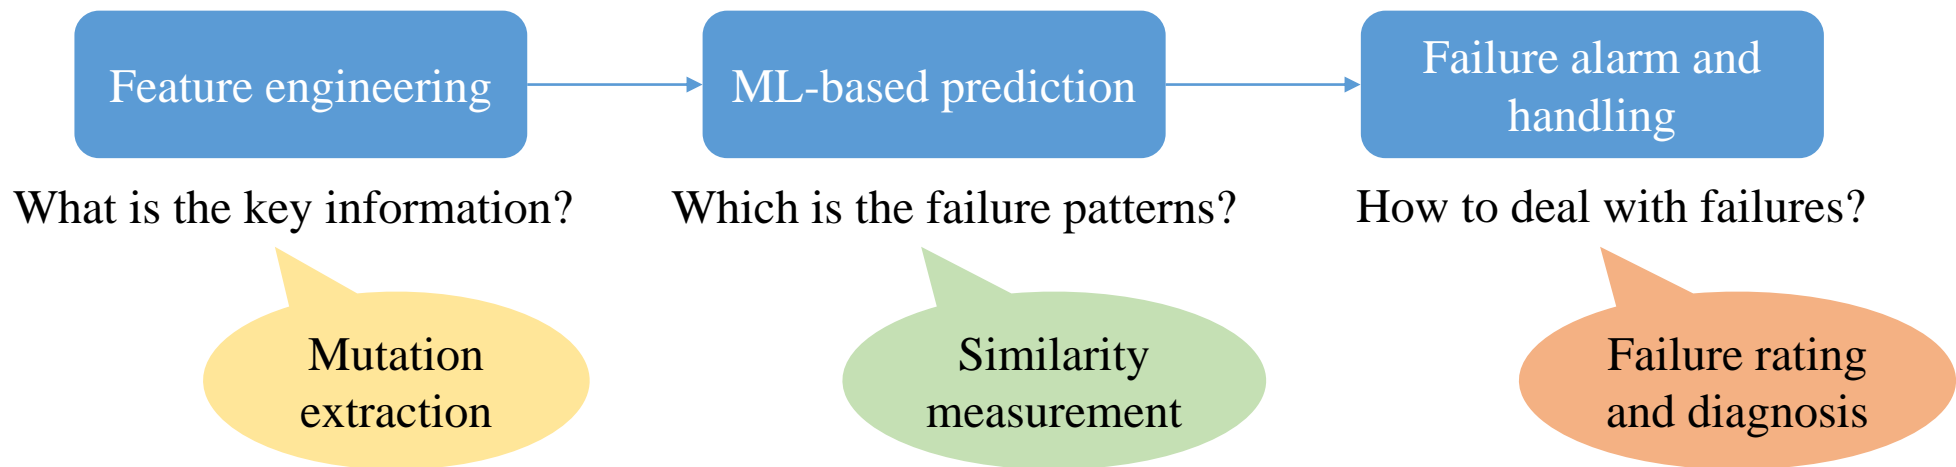 Feature engineering
ML-based prediction
Failure alarm and
handling
What is the key information?
Which is the failure patterns?
How to deal with failures?
Mutation
extraction
Similarity
measurement
Failure rating
and diagnosis